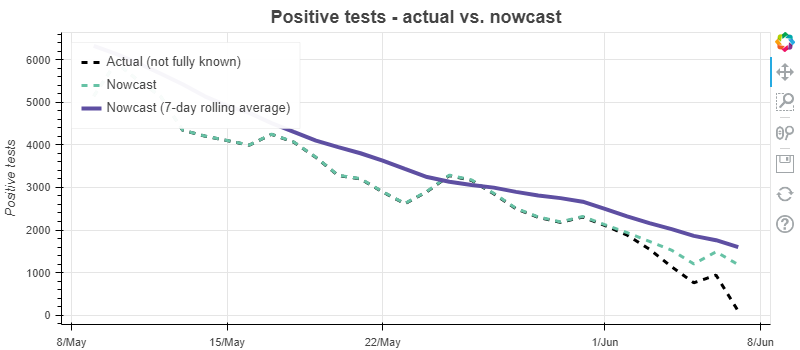 Positive tests - actual vs. nowcast
Actual (not fully known)
Nowcast
Nowcast (7-day rolling average)
Positive tests
6000
5000
4000
3000
2000
1000
0
8/May
15/May
22/May
1/Jun
8/Jun
?